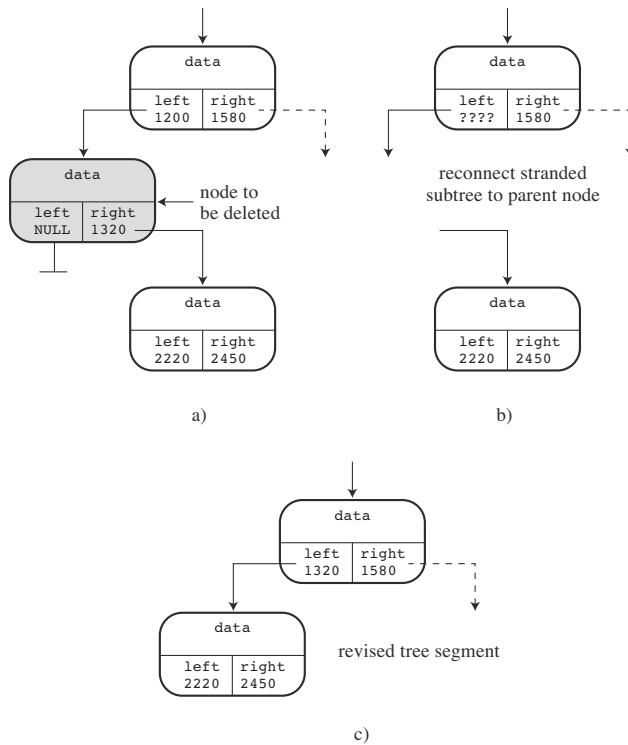 data
left right
1200 1580
data
node to
be deleted
left right
NULL 1320
data
left right
2220 2450
a)
data
left right
???? 1580
reconnect stranded
subtree to parent node
data
left right
2220 2450
b)
data
left right
1320 1580
data
left right
2220 2450
revised tree segment
c)